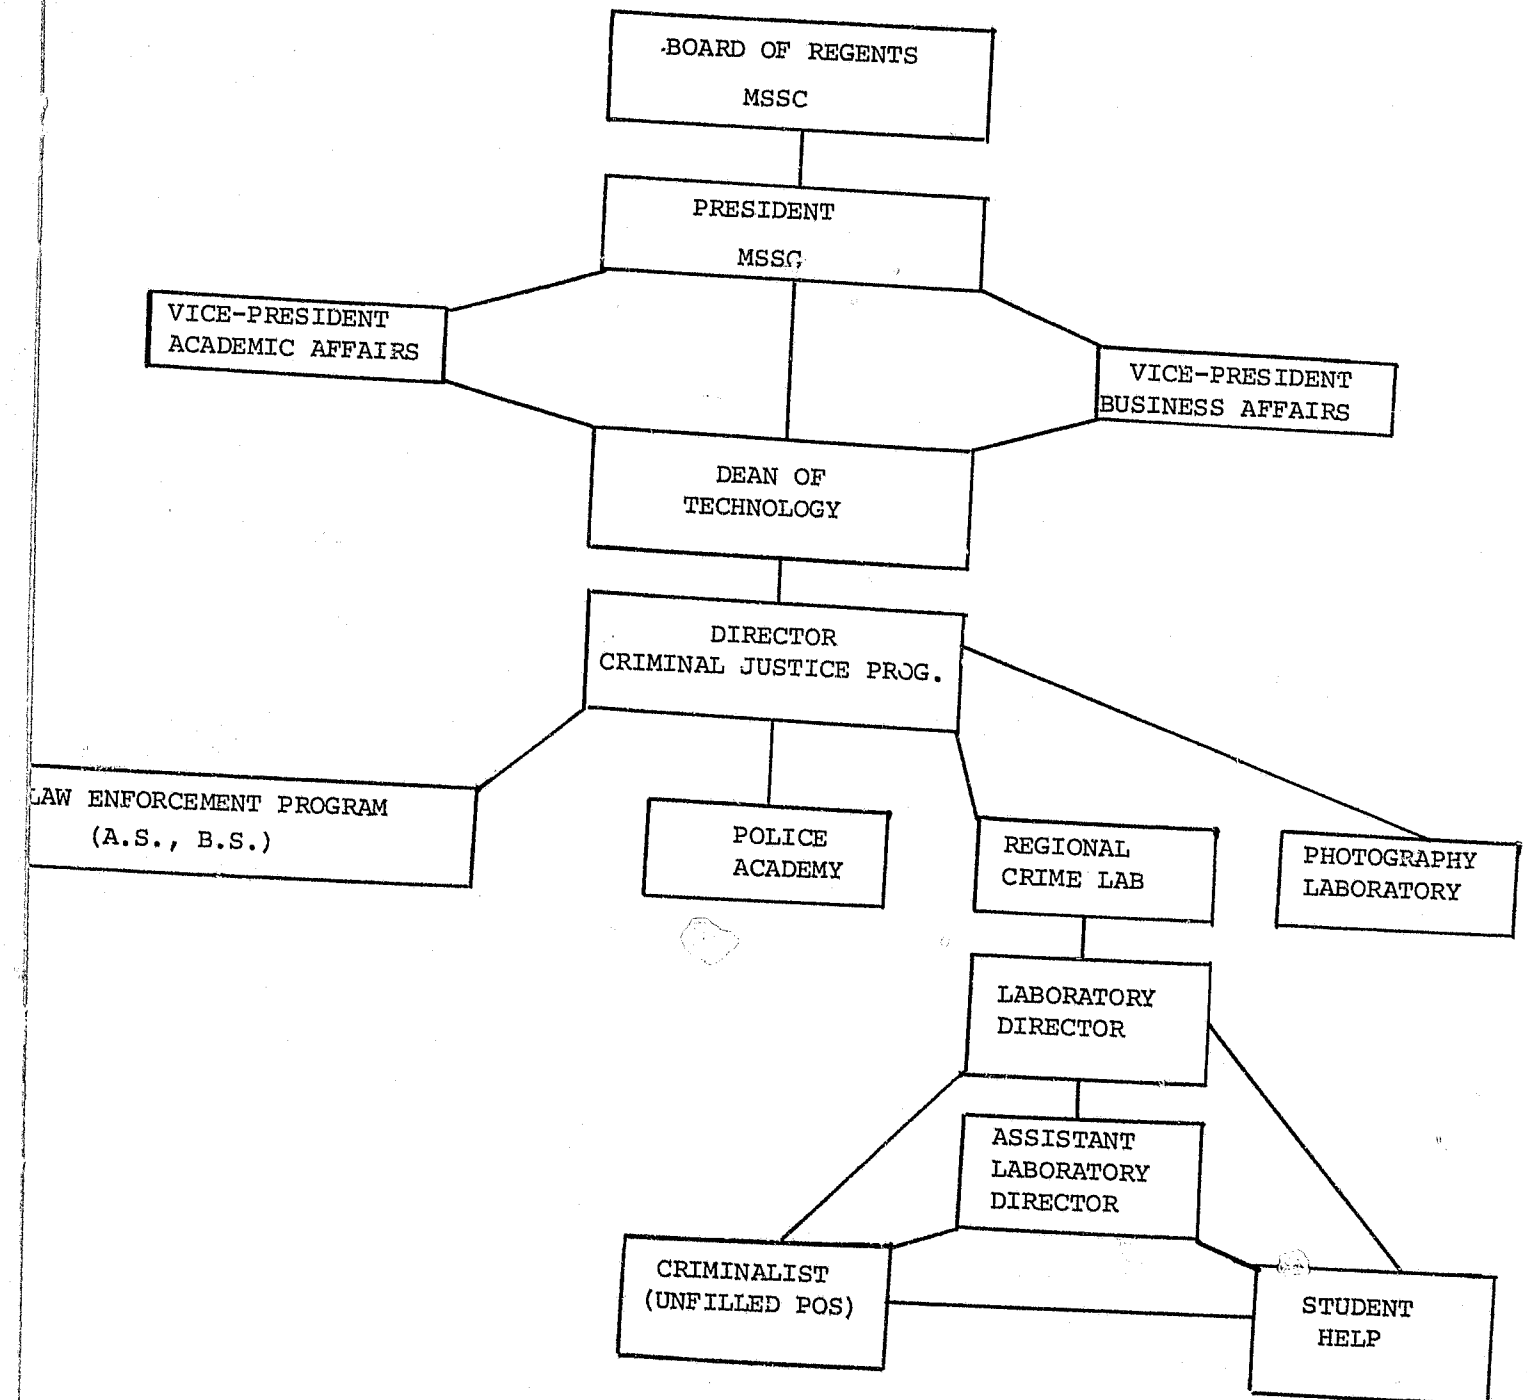 BOARD OF REGENTS
MSSC
PRESIDENT
MSSC
VICE-PRESIDENT
ACADEMIC AFFAIRS
VICE-PRESIDENT
BUSINESS AFFAIRS
DEAN OF
TECHNOLOGY
DIRECTOR
CRIMINAL JUSTICE PROG.
LAW ENFORCEMENT PROGRAM
(A.S., B.S.)
POLICE
ACADEMY
REGIONAL
CRIME LAB
PHOTOGRAPHY
LABORATORY
LABORATORY
DIRECTOR
ASSISTANT
LABORATORY
DIRECTOR
CRIMINALIST
(UNFILLED POS)
STUDENT
HELP